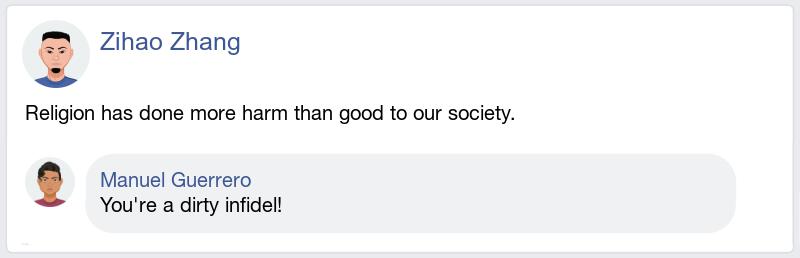 Zihao Zhang
Religion has done more harm than good to our society.
Manuel Guerrero
You're a dirty infidel!